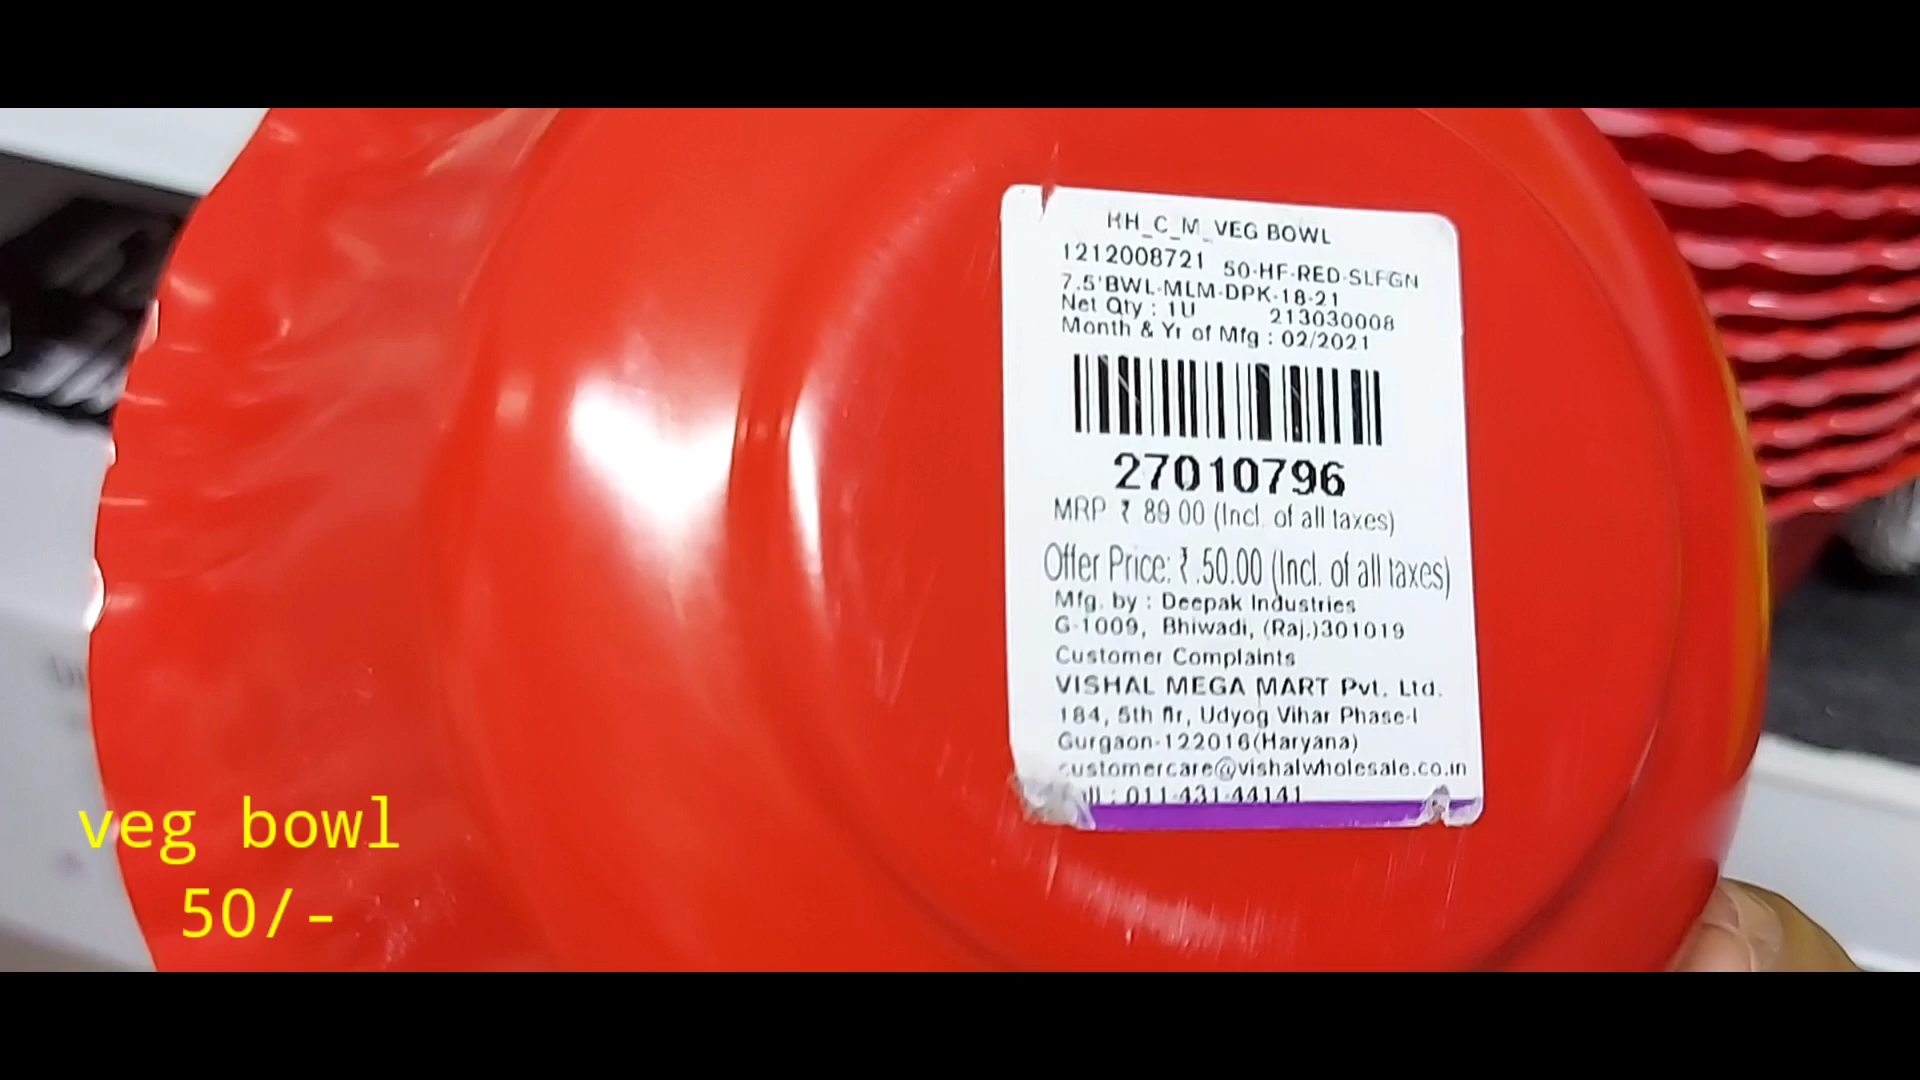 HH_C_M_VEG BOWL
1212008721 50-HF-RED-SLFGN
7.5'BWL-MLM-DPK-18-21
Net Qty : 1U 213030008
Month & Yr of Mfg : 02/2021
27010796
MRP ₹ 89.00 (Incl. of all taxes)
Offer Price: ₹.50.00 (Incl. of all taxes)
Mfg. by : Deepak Industries
G-1009, Bhiwadi, (Raj.)301019
Customer Complaints
VISHAL MEGA MART Pvt. Ltd.
184, 5th flr, Udyog Vihar Phase-I
Gurgaon-122016(Haryana)
customercare@vishalwholesale.co.in
Call : 011-431-44141
veg bowl
50/-